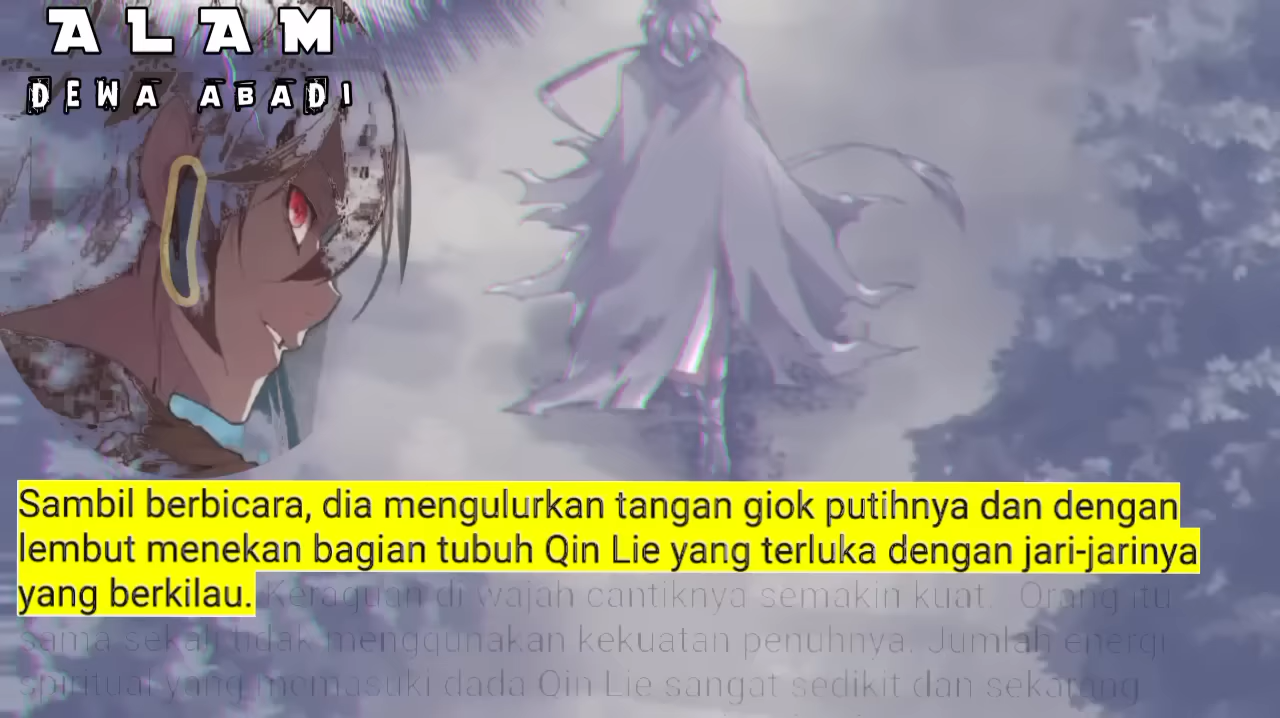 ALAM
DEWA ABADI
Sambil berbicara, dia mengulurkan tangan giok putihnya dan dengan
lembut menekan bagian tubuh Qin Lie yang terluka dengan jari-jarinya
yang berkilau. Keraguan di wajah cantiknya semakin kuat. Orang itu
sama sekali tidak menggunakan kekuatan penuhnya. Jumlah energi
spiritual yang memasuki dada Qin Lie sangat sedikit dan sekarang